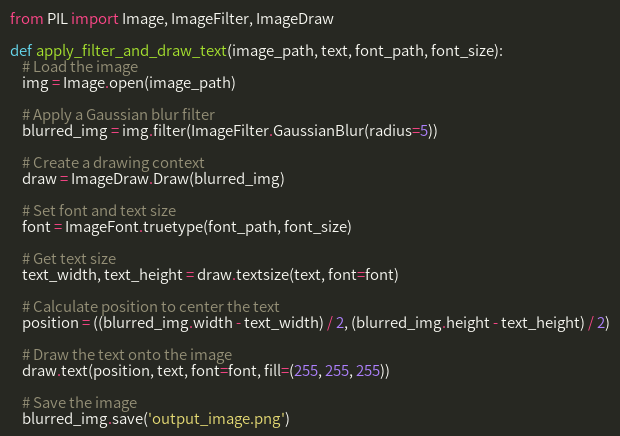 from PIL import Image, ImageFilter, ImageDraw

def apply_filter_and_draw_text(image_path, text, font_path, font_size):
    # Load the image
    img = Image.open(image_path)

    # Apply a Gaussian blur filter
    blurred_img = img.filter(ImageFilter.GaussianBlur(radius=5))

    # Create a drawing context
    draw = ImageDraw.Draw(blurred_img)

    # Set font and text size
    font = ImageFont.truetype(font_path, font_size)

    # Get text size
    text_width, text_height = draw.textsize(text, font=font)

    # Calculate position to center the text
    position = ((blurred_img.width - text_width) / 2, (blurred_img.height - text_height) / 2)

    # Draw the text onto the image
    draw.text(position, text, font=font, fill=(255, 255, 255))

    # Save the image
    blurred_img.save('output_image.png')